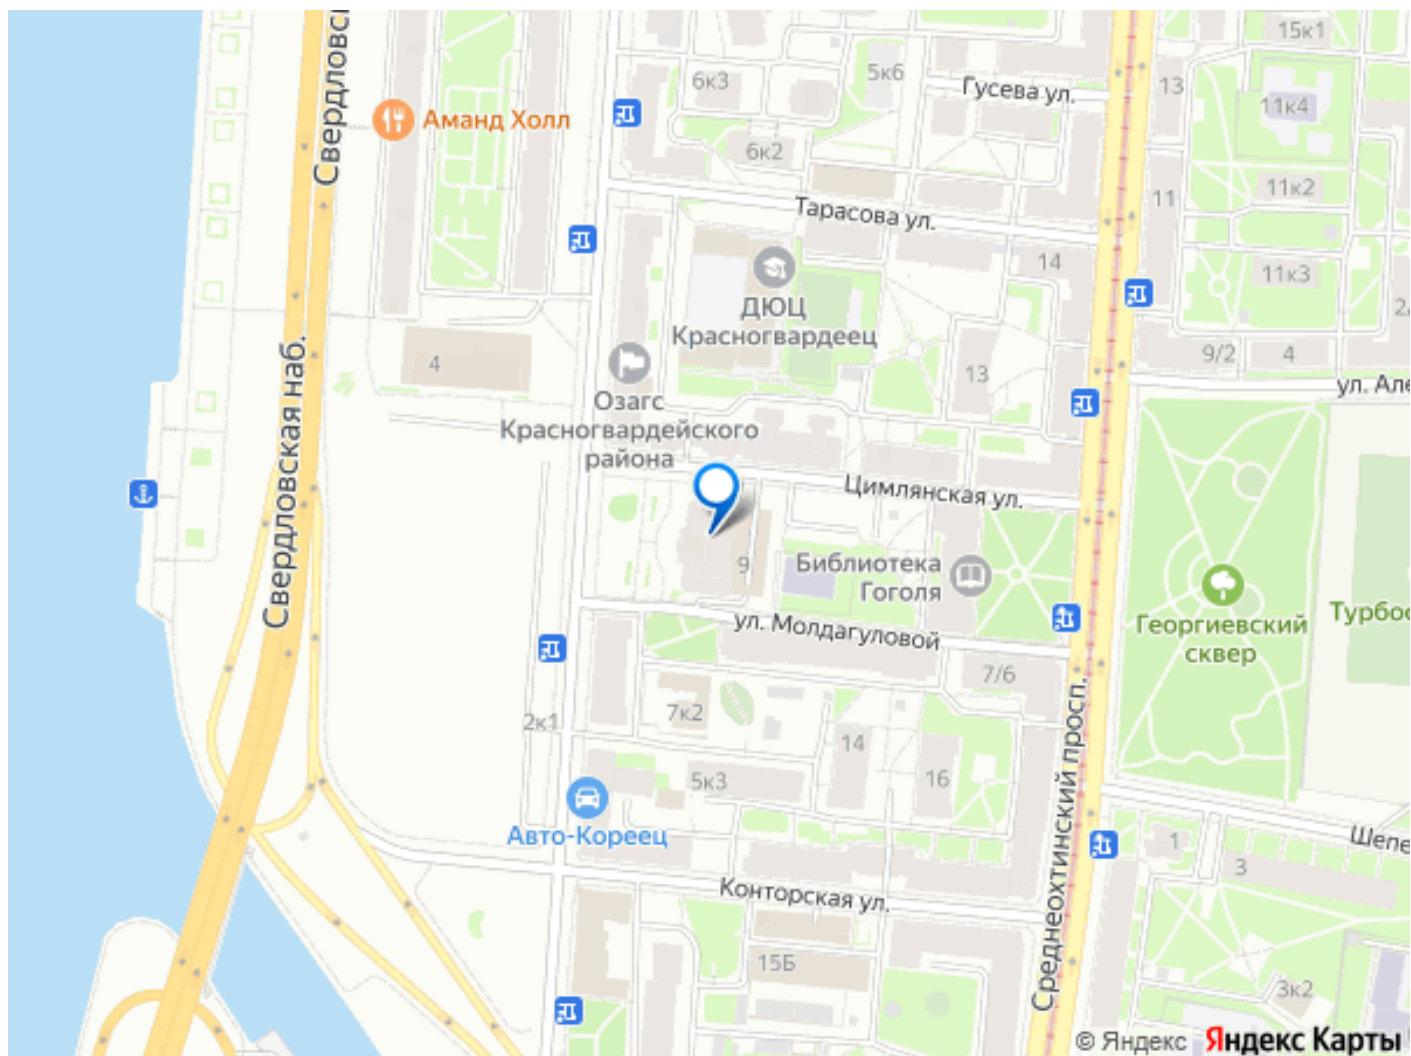 Свердловск
15к1
6к3
5к6
Гусева ул.
13
11к4
Аманд Холл
6к2
11к2
11
Тарасова ул.
14
11к3
ДЮЦ
Красногвардеец
2/
4
13
9/2
4
ул. Але
Озагс
Красногвардейского
района
Свердловская наб.
Цимлянская ул.
9
Библиотека
Гоголя
Георгиевский
сквер
Турбос
ул. Молдагуловой
7/6
7к2
2к1
14
5к3
16
Авто-Кореец
Среднеохтинский просп.
1
Шепе
3
Конторская ул.
15Б
3к2
© Яндекс Яндекс Карты